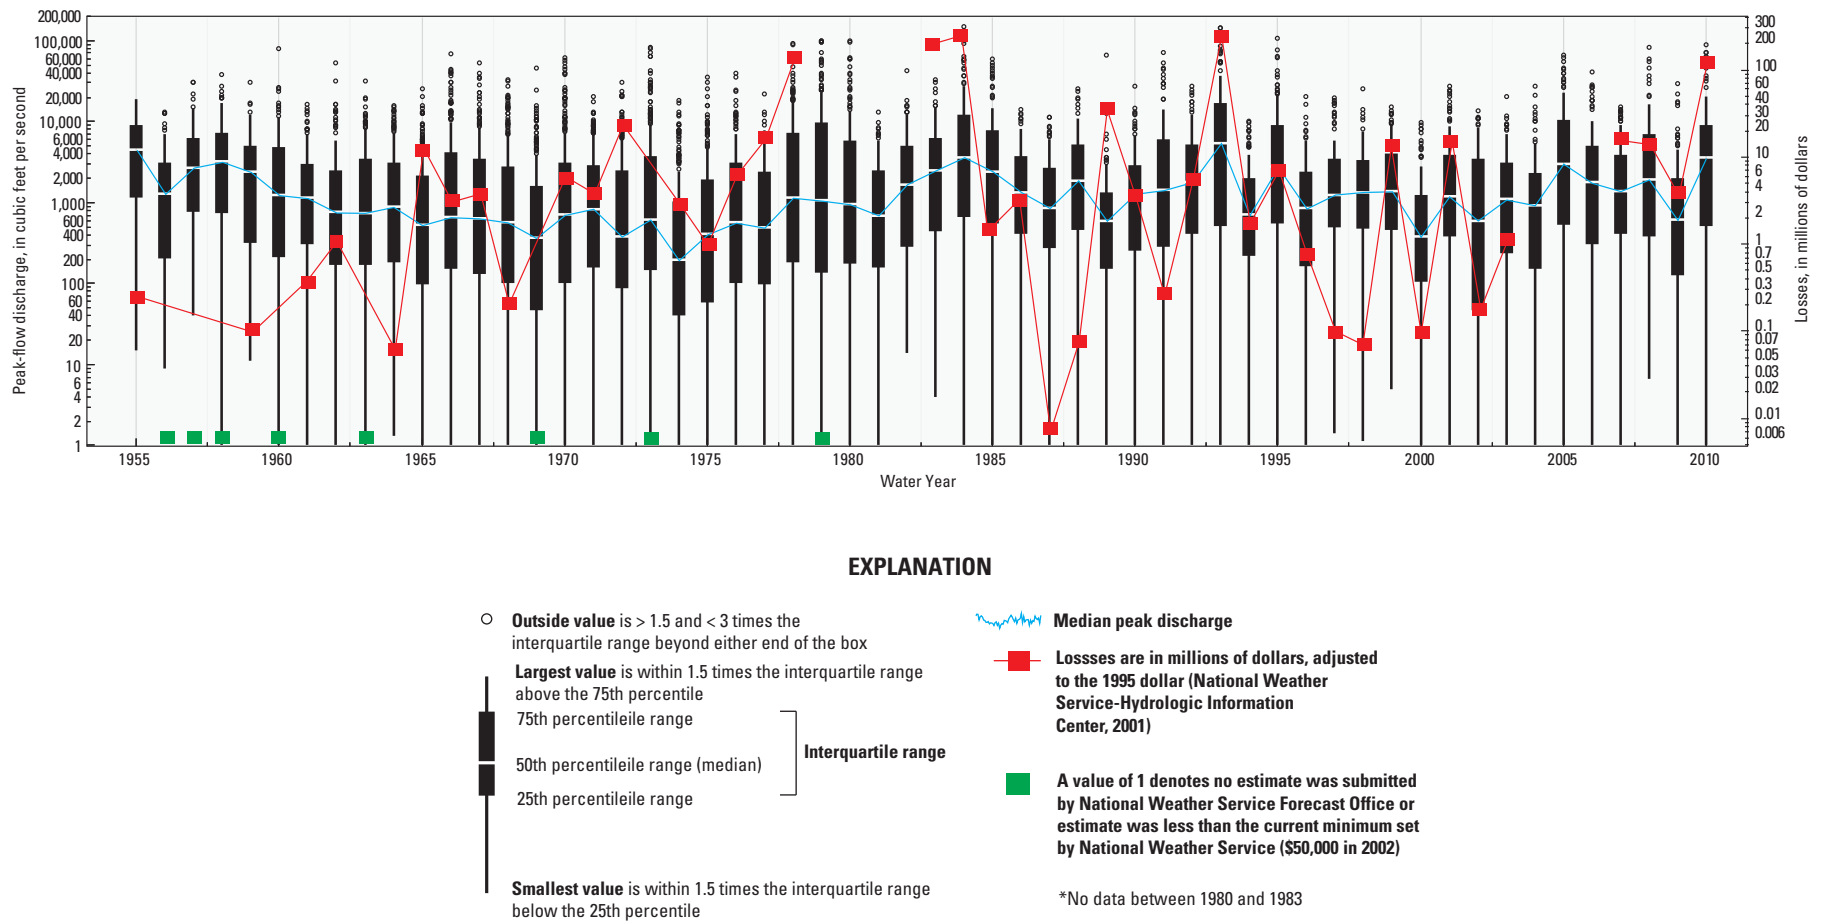 Peak-flow discharge, in cubic feet per second
200,000
100,000
60,000
40,000
20,000
10,000
6,000
4,000
2,000
1,000
600
400
200
100
60
40
20
10
6
4
2
1
300
200
100
60
40
30
20
10
6
4
2
1
0.7
0.5
0.3
0.2
0.1
0.07
0.05
0.03
0.02
0.01
0.006
Losses, in millions of dollars
1955 1960 1965 1970 1975 1980 1985 1990 1995 2000 2005 2010
Water Year
EXPLANATION
Outside value is > 1.5 and < 3 times the
interquartile range beyond either end of the box
Largest value is within 1.5 times the interquartile range
above the 75th percentile
75th percentileile range
Interquartile range
50th percentileile range (median)
25th percentileile range
Smallest value is within 1.5 times the interquartile range
below the 25th percentile
Median peak discharge
Lossses are in millions of dollars, adjusted
to the 1995 dollar (National Weather
Service-Hydrologic Information
Center, 2001)
A value of 1 denotes no estimate was submitted
by National Weather Service Forecast Office or
estimate was less than the current minimum set
by National Weather Service ($50,000 in 2002)
*No data between 1980 and 1983